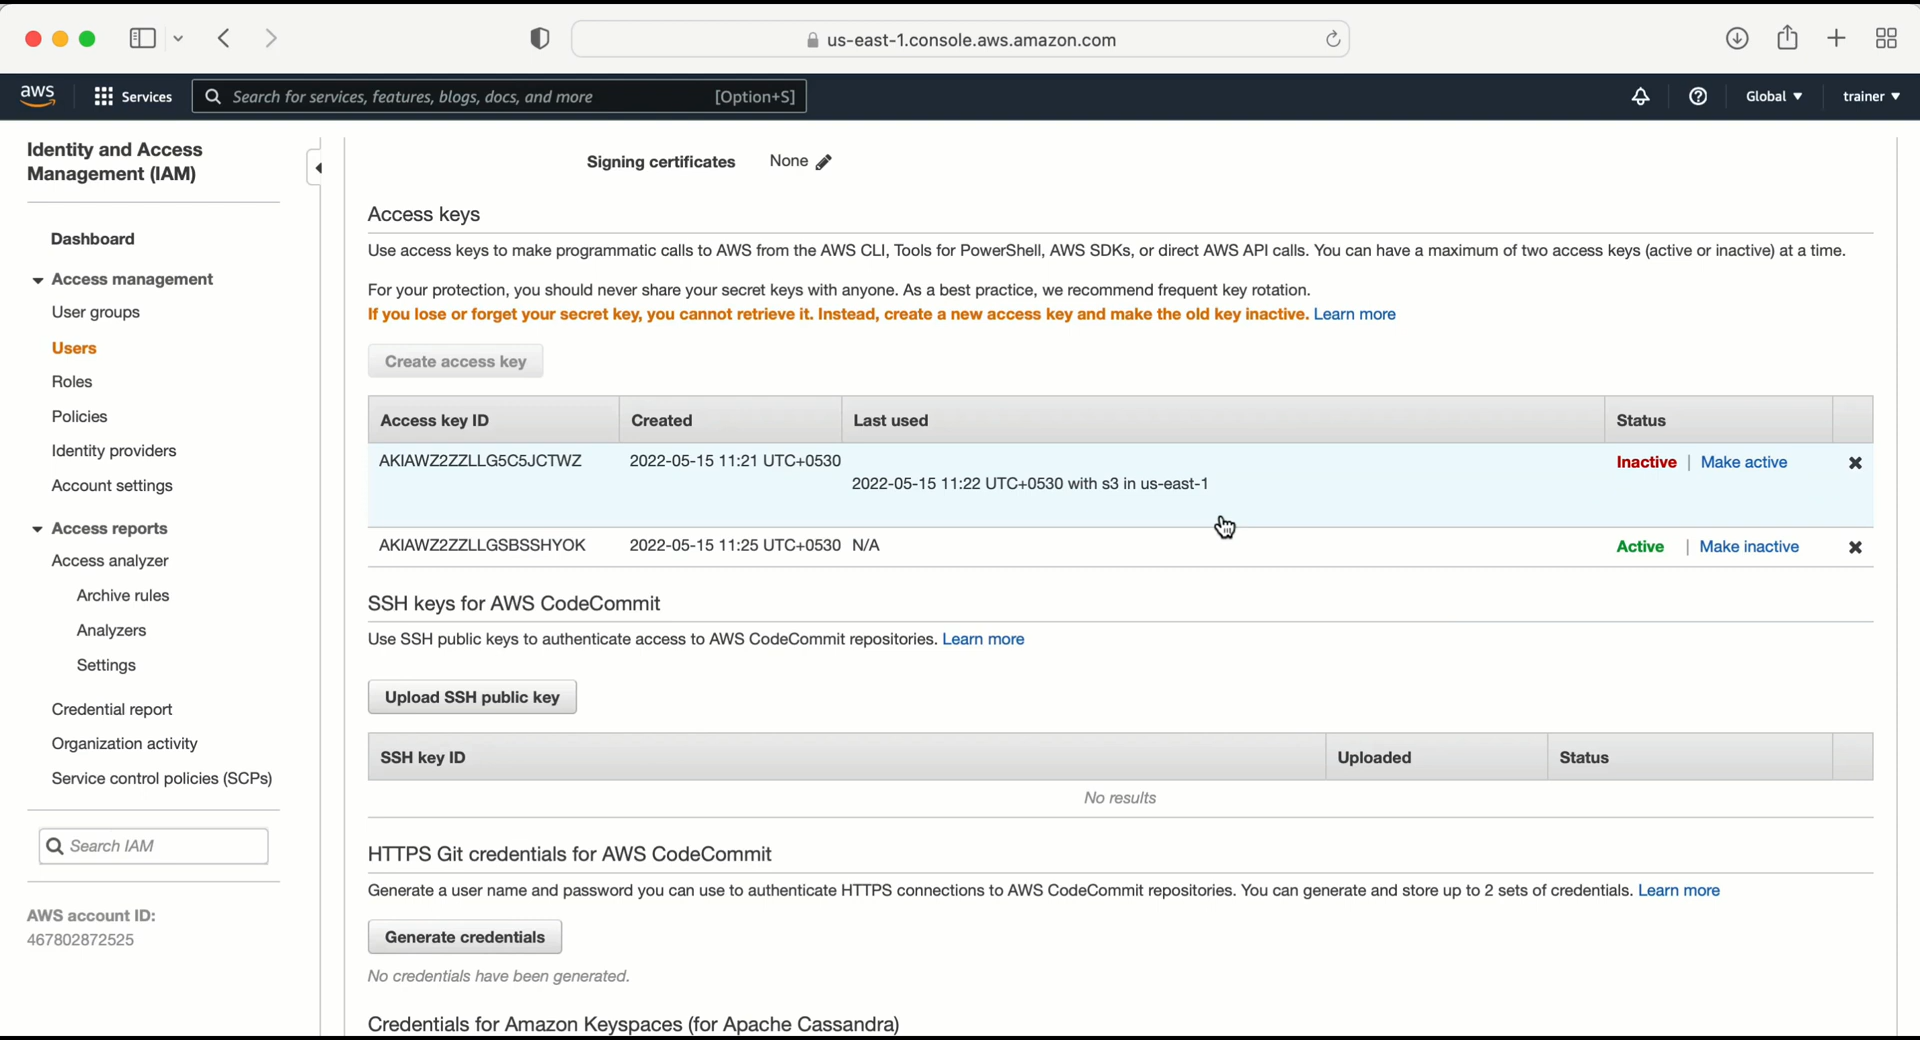 us-east-1.console.aws.amazon.com
aws
Services
Search for services, features, blogs, docs, and more
[Option+S]
Global
trainer
Identity and Access
Management (IAM)
Dashboard
Access management
User groups
Users
Roles
Policies
Identity providers
Account settings
Access reports
Access analyzer
Archive rules
Analyzers
Settings
Credential report
Organization activity
Service control policies (SCPs)
Search IAM
AWS account ID:
467802872525
Signing certificates None
Access keys
Use access keys to make programmatic calls to AWS from the AWS CLI, Tools for PowerShell, AWS SDKs, or direct AWS API calls. You can have a maximum of two access keys (active or inactive) at a time.
For your protection, you should never share your secret keys with anyone. As a best practice, we recommend frequent key rotation.
If you lose or forget your secret key, you cannot retrieve it. Instead, create a new access key and make the old key inactive. Learn more
Create access key
Access key ID Created Last used Status
AKIAWZ2ZZLLG5C5JCTWZ 2022-05-15 11:21 UTC+0530 Inactive | Make active
2022-05-15 11:22 UTC+0530 with s3 in us-east-1
AKIAWZ2ZZLLGSBSSHYOK 2022-05-15 11:25 UTC+0530 N/A Active | Make inactive
SSH keys for AWS CodeCommit
Use SSH public keys to authenticate access to AWS CodeCommit repositories. Learn more
Upload SSH public key
SSH key ID Uploaded Status
No results
HTTPS Git credentials for AWS CodeCommit
Generate a user name and password you can use to authenticate HTTPS connections to AWS CodeCommit repositories. You can generate and store up to 2 sets of credentials. Learn more
Generate credentials
No credentials have been generated.
Credentials for Amazon Keyspaces (for Apache Cassandra)